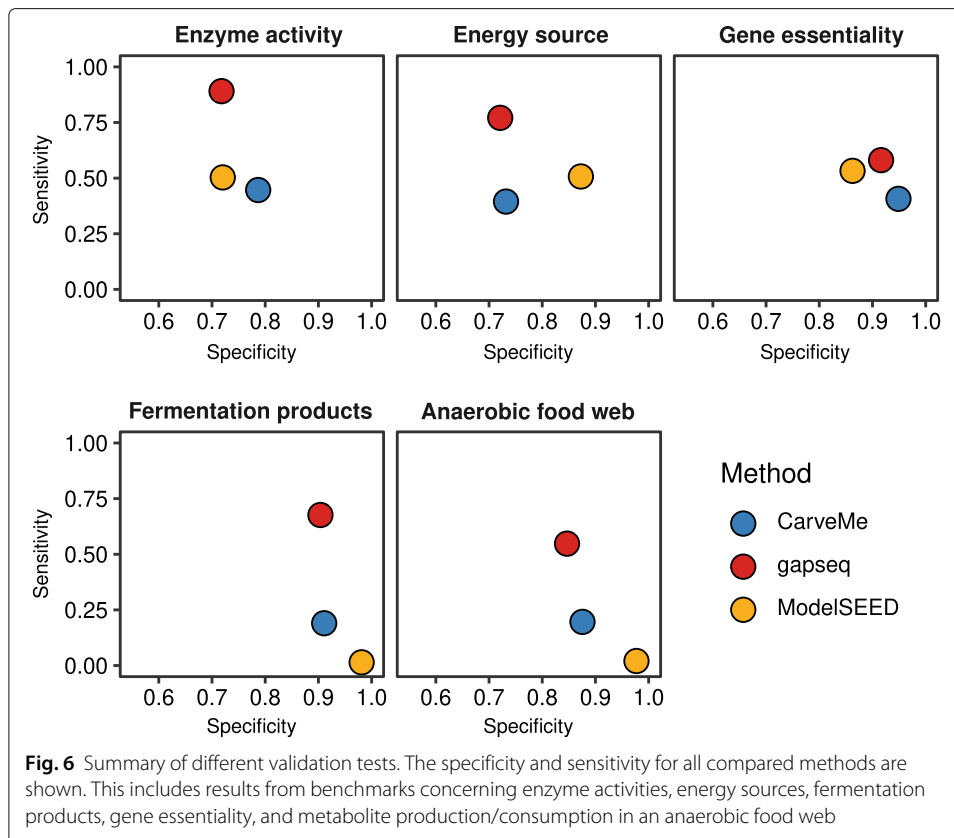 Enzyme activity
Energy source
Gene essentiality
Sensitivity
1.00
0.75
0.50
0.25
0.00
0.6 0.7 0.8 0.9 1.0
0.6 0.7 0.8 0.9 1.0
0.6 0.7 0.8 0.9 1.0
Specificity
Specificity
Specificity
Fermentation products
Anaerobic food web
Sensitivity
1.00
0.75
0.50
0.25
0.00
0.6 0.7 0.8 0.9 1.0
0.6 0.7 0.8 0.9 1.0
Specificity
Specificity
Method
CarveMe
gapseq
ModelSEED
Fig. 6 Summary of different validation tests. The specificity and sensitivity for all compared methods are
shown. This includes results from benchmarks concerning enzyme activities, energy sources, fermentation
products, gene essentiality, and metabolite production/consumption in an anaerobic food web